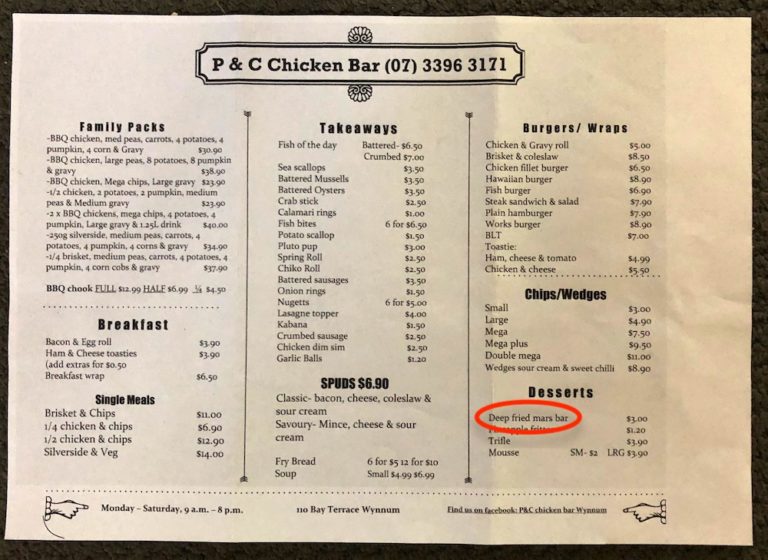 P & C Chicken Bar (07) 3396 3171
Family Packs
-BBQ chicken, med peas, carrots, 4 potatoes, 4
pumpkin, 4 corn & Gravy $30.90
-BBQ chicken, large peas, 8 potatoes, 8 pumpkin
& gravy $38.90
-BBQ chicken, Mega chips, Large gravy $23.90
-1/2 chicken, 2 potatoes, 2 pumpkin, medium
peas & Medium gravy $23.90
-2 x BBQ chickens, mega chips, 4 potatoes, 4
pumpkin, Large gravy & 1.25L drink $40.00
-250g silverside, medium peas, carrots, 4
potatoes, 4 pumpkin, 4 corns & gravy $34.90
-1/4 brisket, medium peas, carrots, 4 potatoes, 4
pumpkin, 4 corn cobs & gravy $37.90
BBQ chook FULL $12.99 HALF $6.99 ¼ $4.50
Breakfast
Bacon & Egg roll $3.90
Ham & Cheese toasties $3.90
(add extras for $0.50
Breakfast wrap $6.50
Single Meals
Brisket & Chips $11.00
1/4 chicken & chips $6.90
1/2 chicken & chips $12.90
Silverside & Veg $14.00
Takeaways
Fish of the day Battered- $6.50
Crumbed $7.00
Sea scallops $3.50
Battered Mussells $3.50
Battered Oysters $3.50
Crab stick $2.50
Calamari rings $1.00
Fish bites 6 for $6.50
Potato scallop $1.50
Pluto pup $3.00
Spring Roll $2.50
Chiko Roll $2.50
Battered sausages $3.50
Onion rings $1.50
Nugetts 6 for $5.00
Lasagne topper $4.00
Kabana $1.50
Crumbed sausage $2.50
Chicken dim sim $2.50
Garlic Balls $1.20
SPUDS $6.90
Classic- bacon, cheese, coleslaw &
sour cream
Savoury- Mince, cheese & sour
cream
Fry Bread 6 for $5 12 for $10
Soup Small $4.99 $6.99
Burgers/ Wraps
Chicken & Gravy roll $5.00
Brisket & coleslaw $8.50
Chicken fillet burger $6.50
Hawaiian burger $8.90
Fish burger $6.90
Steak sandwich & salad $7.90
Plain hamburger $7.90
Works burger $8.90
BLT $7.00
Toastie:
Ham, cheese & tomato $4.99
Chicken & cheese $5.50
Chips/Wedges
Small $3.00
Large $4.90
Mega $7.50
Mega plus $9.50
Double mega $11.00
Wedges sour cream & sweet chilli $8.90
Desserts
Deep fried mars bar $3.00
Pineapple fritter $1.20
Trifle $3.90
Mousse SM- $2 LRG $3.90
Monday – Saturday, 9 a.m. – 8 p.m. 110 Bay Terrace Wynnum Find us on facebook: P&C chicken bar Wynnum